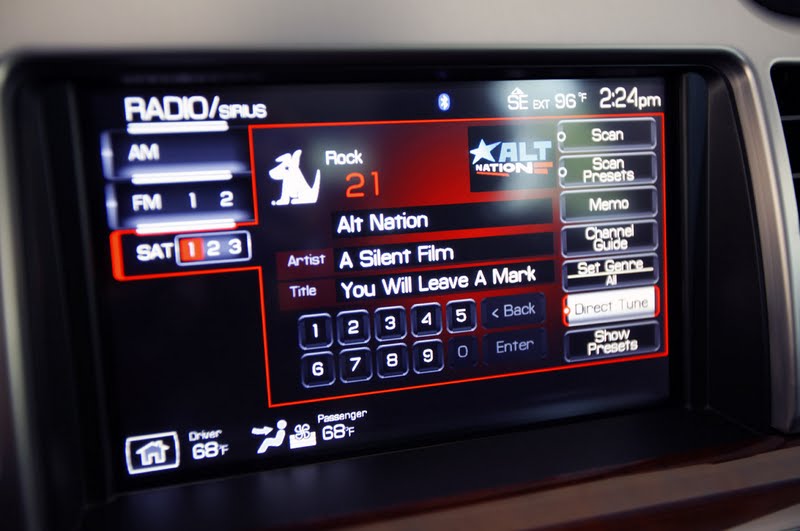 RADIO/SIRIUS
SE EXT 96°F 2:24pm
AM
FM 1 2
SAT 1 2 3
Rock
21
ALT
NATION
Alt Nation
Artist A Silent Film
Title You Will Leave A Mark
1 2 3 4 5 < Back
6 7 8 9 0 Enter
Scan
Scan
Presets
Memo
Channel
Guide
Set Genre
All
Direct Tune
Show
Presets
Driver
68°F
Passenger
68°F